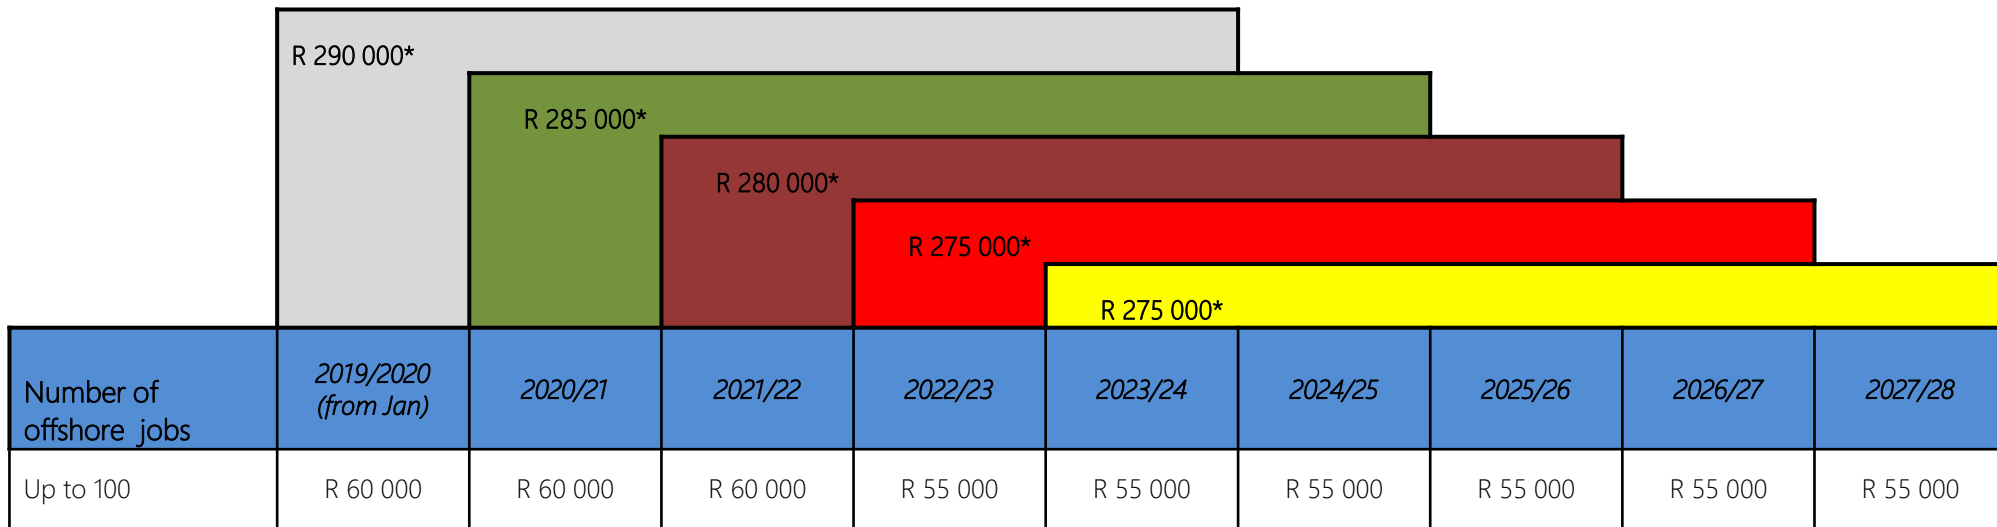 R 290 000*
R 285 000*
R 280 000*
R 275 000*
R 275 000*
Number of
offshore jobs
2019/2020
(from Jan)
2020/21
2021/22
2022/23
2023/24
2024/25
2025/26
2026/27
2027/28
Up to 100
R 60 000
R 60 000
R 60 000
R 55 000
R 55 000
R 55 000
R 55 000
R 55 000
R 55 000